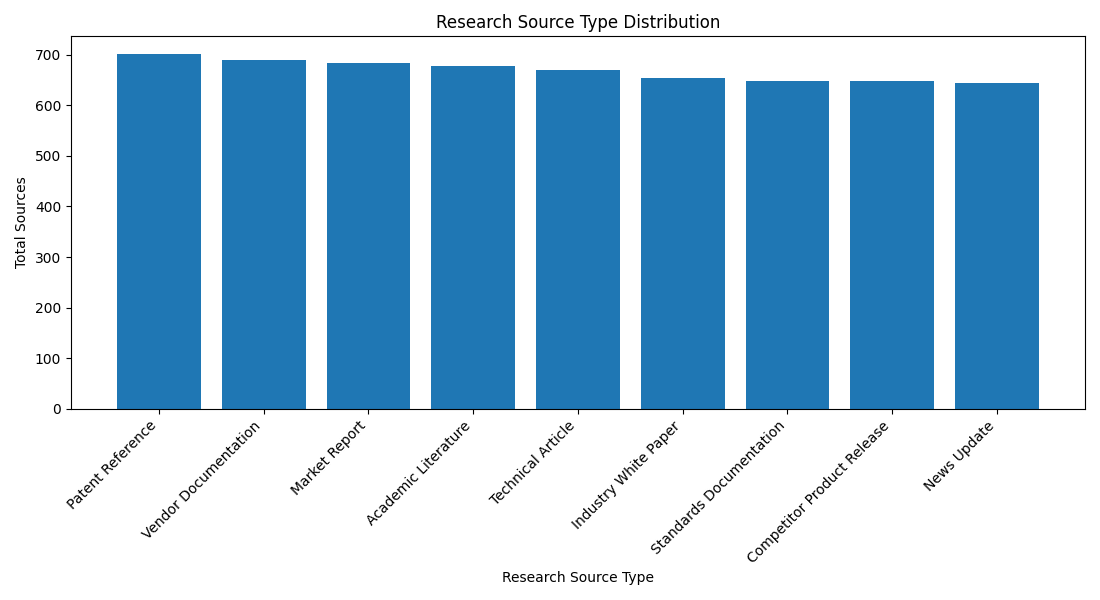 Research Source Type Distribution
Total Sources
700
600
500
400
300
200
100
0
Patent Reference
Vendor Documentation
Market Report
Academic Literature
Technical Article
Industry White Paper
Standards Documentation
Competitor Product Release
News Update
Research Source Type